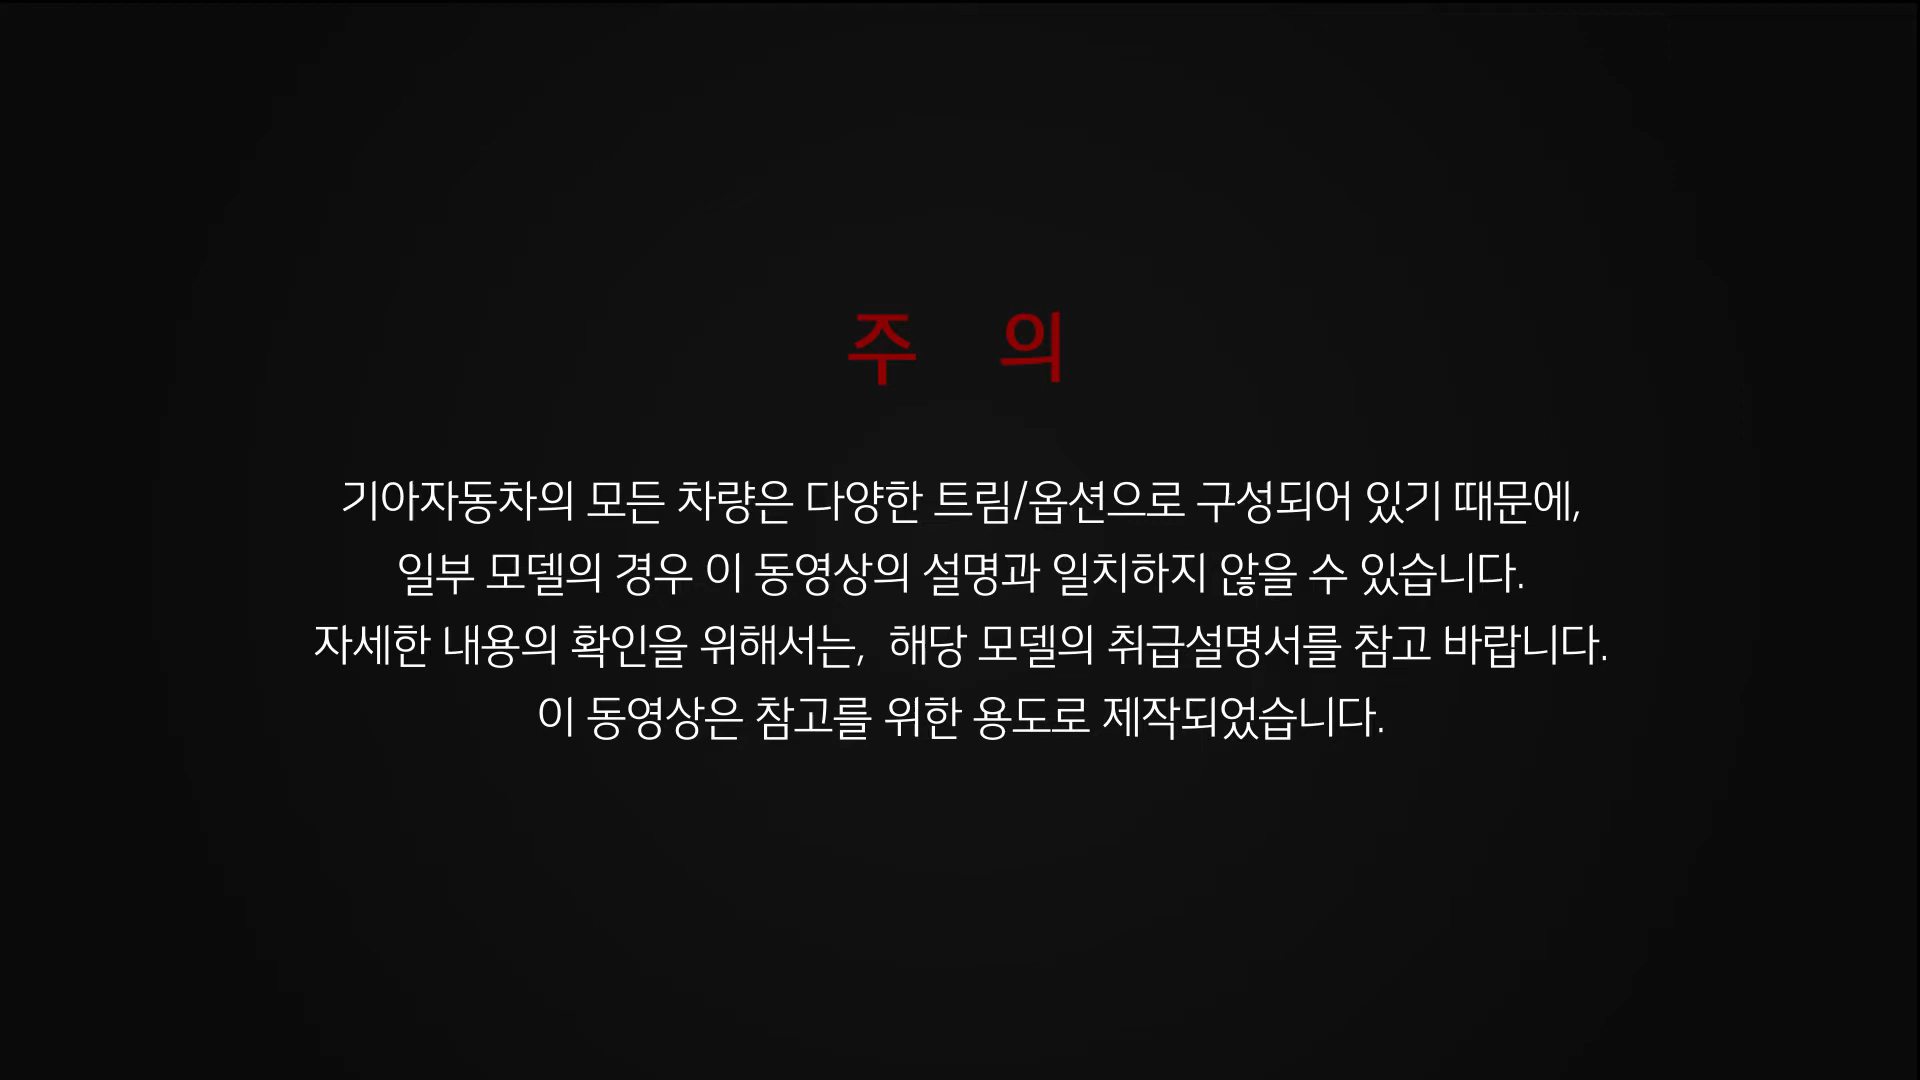 주 의
기아자동차의 모든 차량은 다양한 트림/옵션으로 구성되어 있기 때문에,
일부 모델의 경우 이 동영상의 설명과 일치하지 않을 수 있습니다.
자세한 내용의 확인을 위해서는, 해당 모델의 취급설명서를 참고 바랍니다.
이 동영상은 참고를 위한 용도로 제작되었습니다.